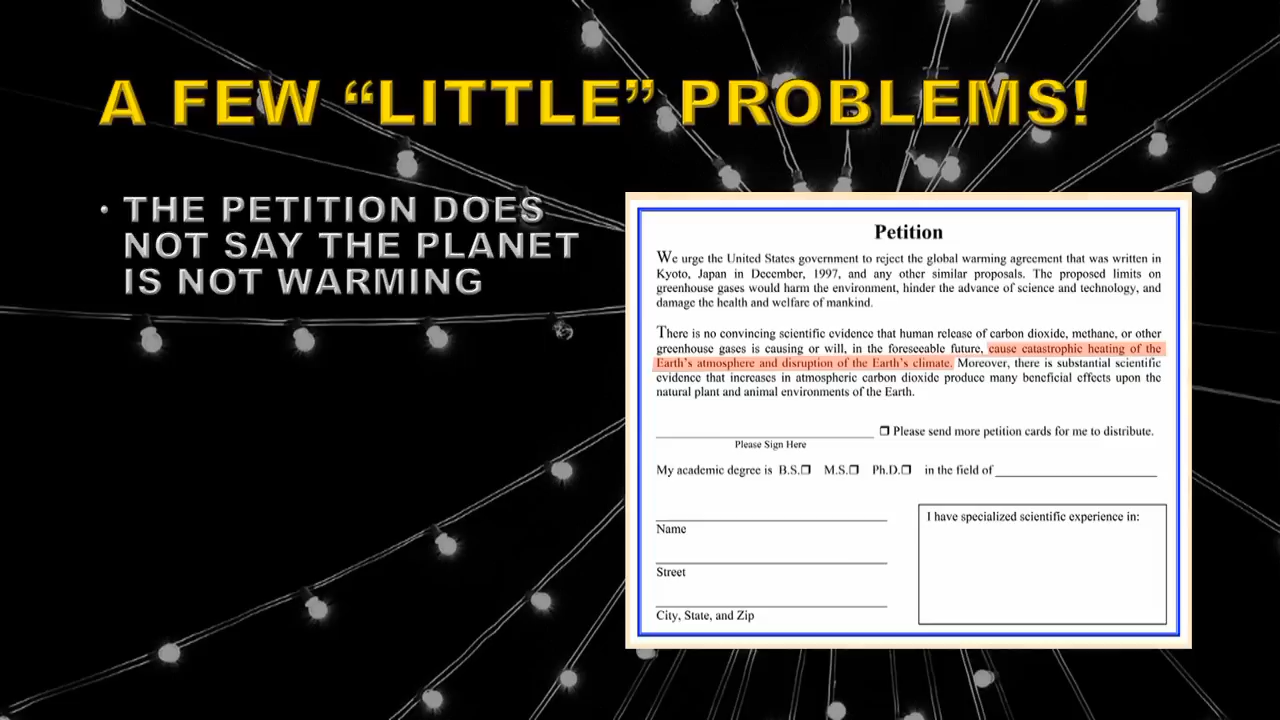 A FEW “LITTLE” PROBLEMS!
• THE PETITION DOES
NOT SAY THE PLANET
IS NOT WARMING
Petition
We urge the United States government to reject the global warming agreement that was written in
Kyoto, Japan in December, 1997, and any other similar proposals. The proposed limits on
greenhouse gases would harm the environment, hinder the advance of science and technology, and
damage the health and welfare of mankind.
There is no convincing scientific evidence that human release of carbon dioxide, methane, or other
greenhouse gases is causing or will, in the foreseeable future, cause catastrophic heating of the
Earth's atmosphere and disruption of the Earth's climate. Moreover, there is substantial scientific
evidence that increases in atmospheric carbon dioxide produce many beneficial effects upon the
natural plant and animal environments of the Earth.
Please send more petition cards for me to distribute.
Please Sign Here
My academic degree is B.S. M.S. Ph.D. in the field of
I have specialized scientific experience in:
Name
Street
City, State, and Zip